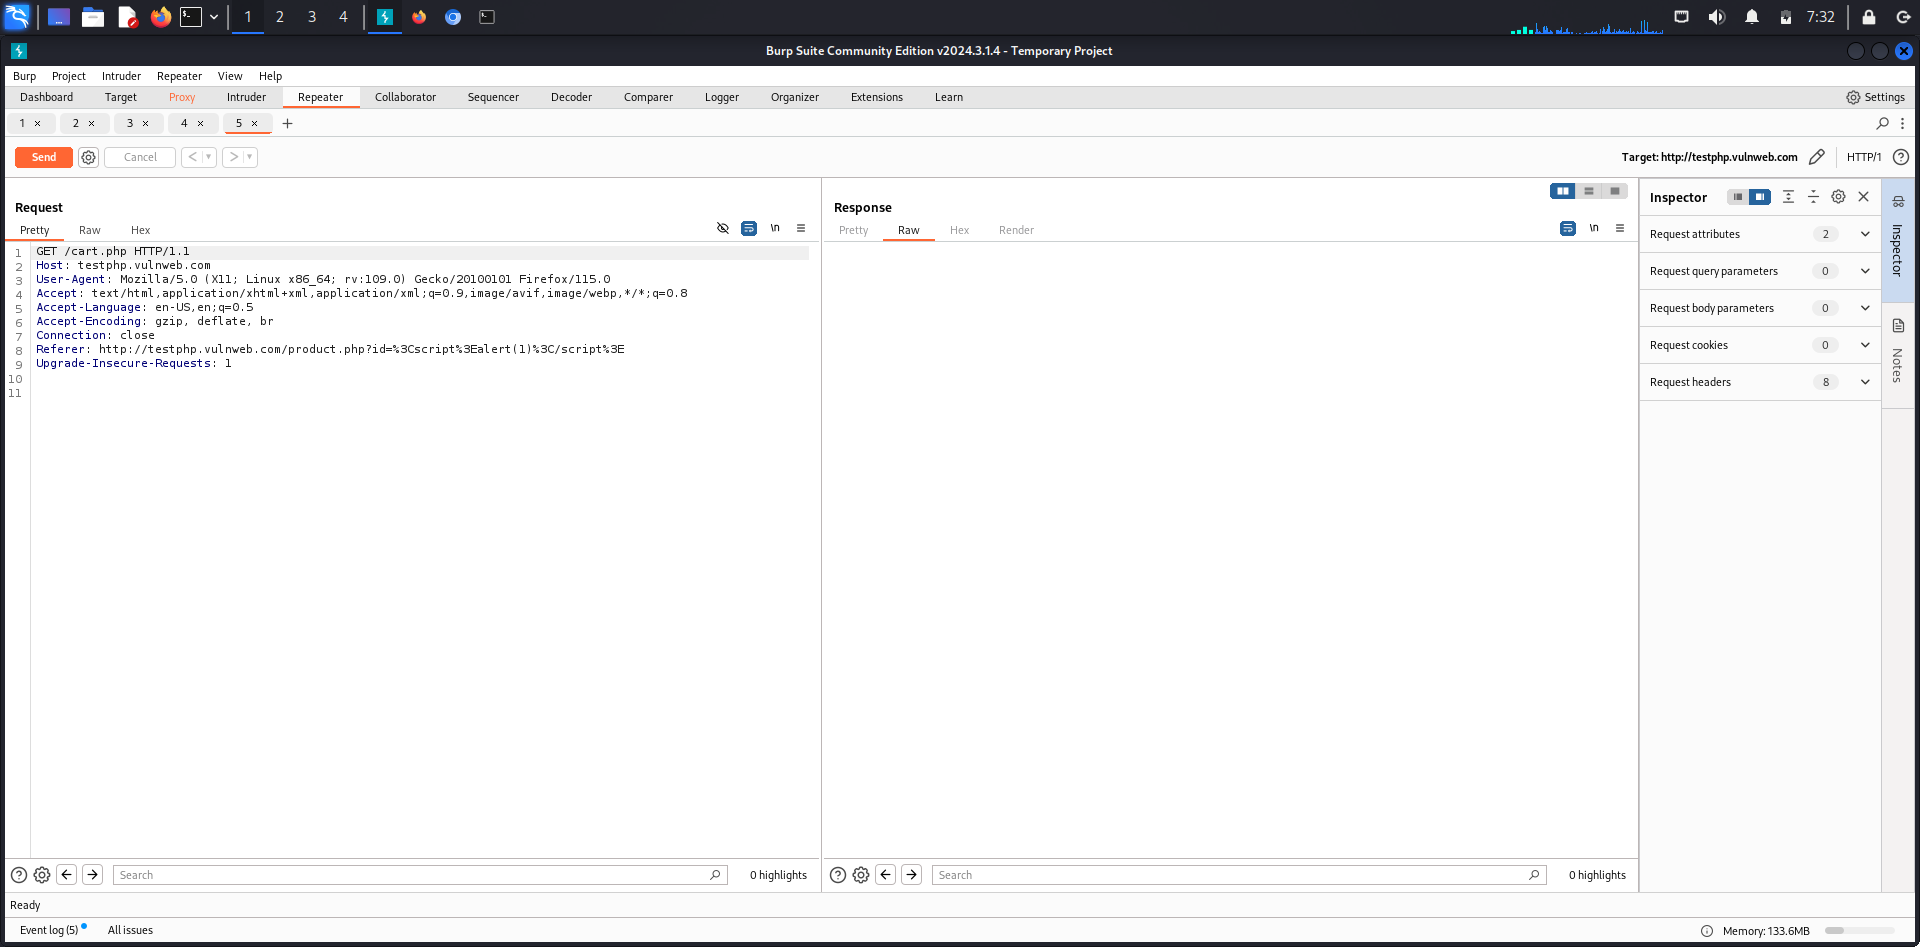 1 2 3 4 7:32
Burp Suite Community Edition v2024.3.1.4 - Temporary Project
Burp Project Intruder Repeater View Help
Dashboard Target Proxy Intruder Repeater Collaborator Sequencer Decoder Comparer Logger Organizer Extensions Learn Settings
1 × 2 × 3 × 4 × 5 × +
Send Cancel < > Target: http://testphp.vulnweb.com HTTP/1 ?
Request
Pretty Raw Hex \n
1 GET /cart.php HTTP/1.1
2 Host: testphp.vulnweb.com
3 User-Agent: Mozilla/5.0 (X11; Linux x86_64; rv:109.0) Gecko/20100101 Firefox/115.0
4 Accept: text/html,application/xhtml+xml,application/xml;q=0.9,image/avif,image/webp,*/*;q=0.8
5 Accept-Language: en-US,en;q=0.5
6 Accept-Encoding: gzip, deflate, br
7 Connection: close
8 Referer: http://testphp.vulnweb.com/product.php?id=%3Cscript%3Ealert(1)%3C/script%3E
9 Upgrade-Insecure-Requests: 1
10
11
Search 0 highlights
Response
Pretty Raw Hex Render \n
Search 0 highlights
Inspector
Request attributes 2
Request query parameters 0
Request body parameters 0
Request cookies 0
Request headers 8
Inspector
Notes
Ready
Event log (5) All issues Memory: 133.6MB